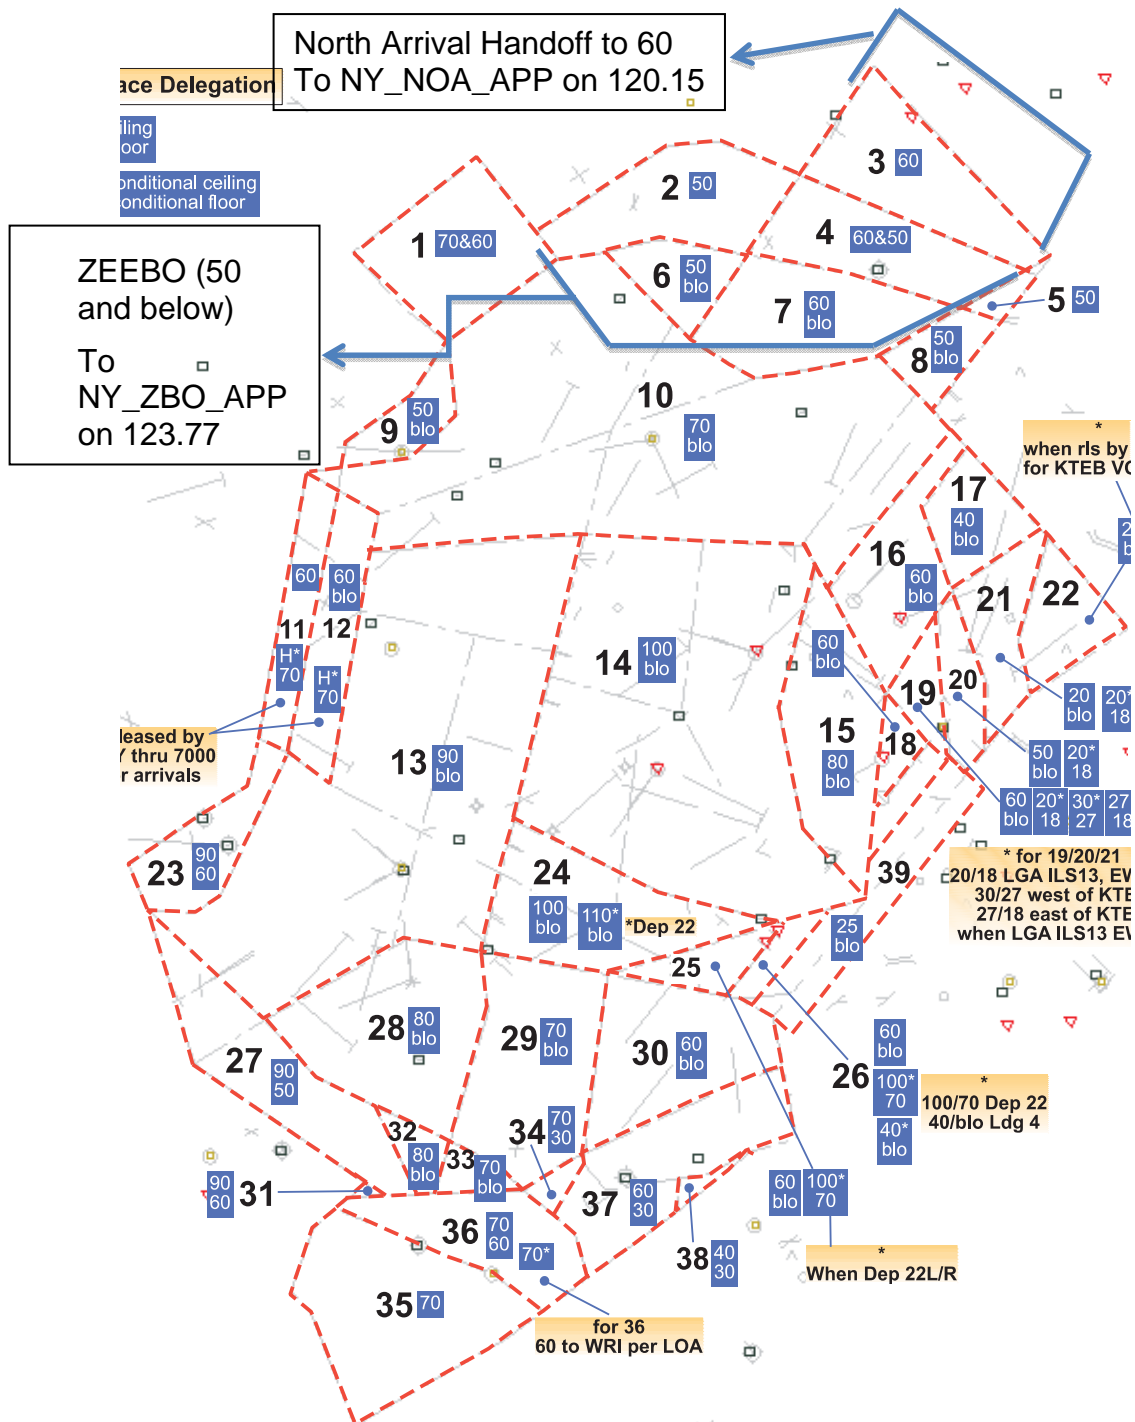 North Arrival Handoff to 60
To NY_NOA_APP on 120.15
ace Delegation
iling
oor
onditional ceiling
onditional floor
ZEEBO (50
and below)
To
NY_ZBO_APP
on 123.77
1 70&60
2 50
3 60
4 60&50
5 50
6 50
blo
7 60
blo
8 50
blo
9 50
blo
10
70
blo
*
when rls by
for KTEB VO
17
40
blo
16
60
blo
21
22
60
60
blo
11
12
H*
70
H*
70
leased by
Y thru 7000
r arrivals
13 90
blo
14 100
blo
60
blo
15
80
blo
18
19
20
20
blo
20*
18
50
blo
20*
18
60
blo
20*
18
30*
27
27
18
* for 19/20/21
20/18 LGA ILS13, EW
30/27 west of KTE
27/18 east of KTE
when LGA ILS13 EW
23 90
60
24
100
blo
110*
blo
*Dep 22
39
25
blo
25
26
60
blo
100*
70
40*
blo
*
100/70 Dep 22
40/blo Ldg 4
27
90
50
28 80
blo
29 70
blo
30 60
blo
90
60
31
32
80
blo
33
70
blo
34 70
30
60
blo
100*
70
*
When Dep 22L/R
35 70
36 70
60
70*
for 36
60 to WRI per LOA
37 60
30
38 40
30